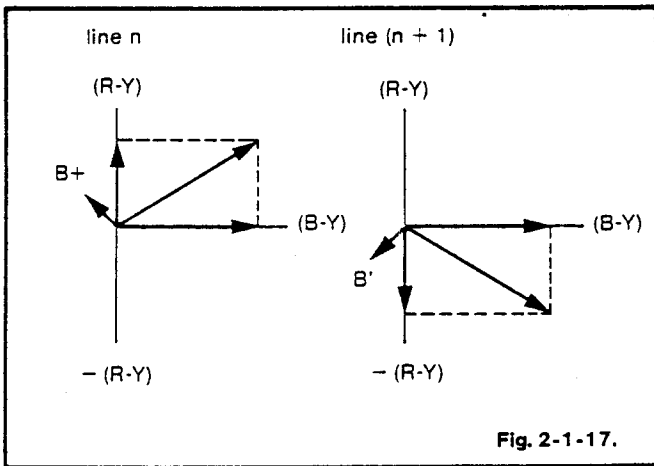 line n
line (n + 1)
(R-Y)
(R-Y)
B+
(B-Y)
(B-Y)
B'
– (R-Y)
– (R-Y)
Fig. 2-1-17.